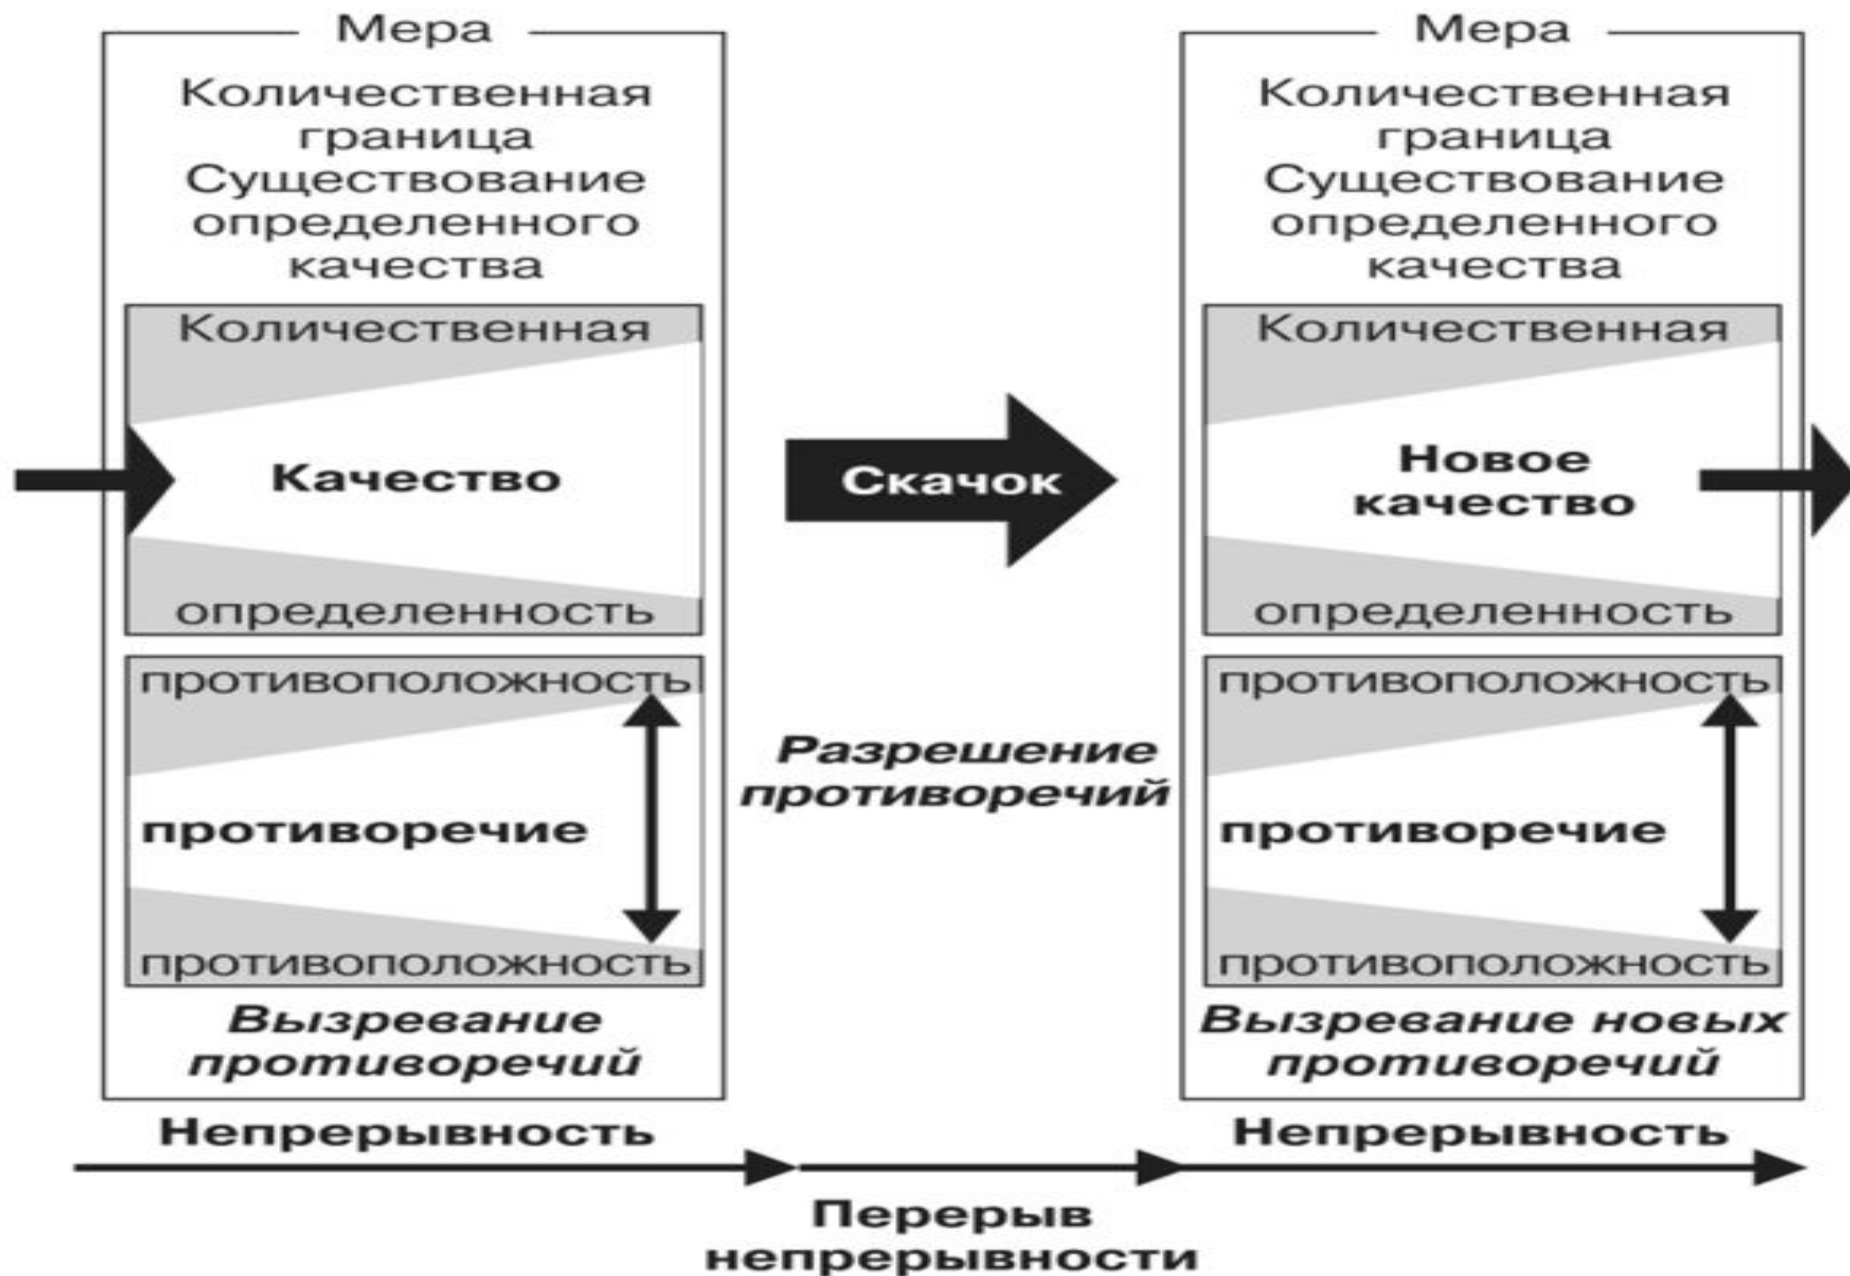 Мера
Количественная
граница
Существование
определенного
качества
Количественная
Качество
определенность
противоположность
противоречие
противоположность
Вызревание
противоречий
Непрерывность
Скачок
Разрешение
противоречий
Перерыв
непрерывности
Мера
Количественная
граница
Существование
определенного
качества
Количественная
Новое
качество
определенность
противоположность
противоречие
противоположность
Вызревание новых
противоречий
Непрерывность